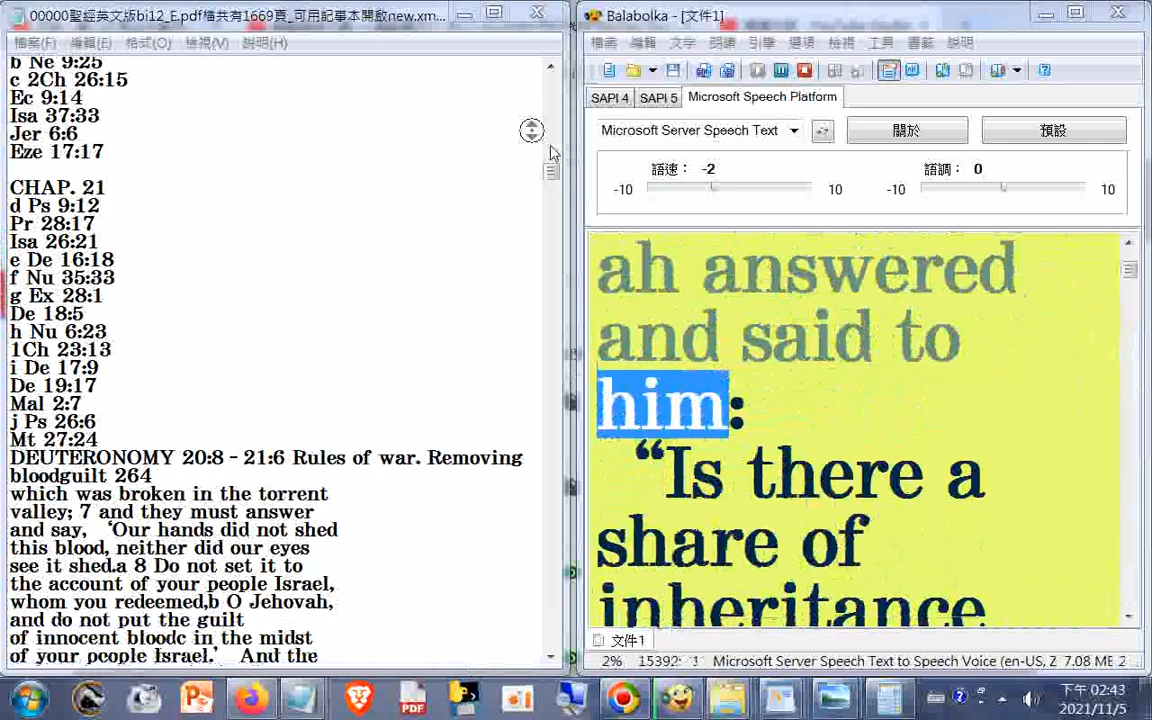 00000聖經英文版bi12_E.pdf檔共有1669頁_可用記事本開啟new.xm...
檔案(F) 編輯(E) 格式(O) 檢視(V) 說明(H)
b Ne 9:25
c 2Ch 26:15
Ec 9:14
Isa 37:33
Jer 6:6
Eze 17:17
CHAP. 21
d Ps 9:12
Pr 28:17
Isa 26:21
e De 16:18
f Nu 35:33
g Ex 28:1
De 18:5
h Nu 6:23
1Ch 23:13
i De 17:9
De 19:17
Mal 2:7
j Ps 26:6
Mt 27:24
DEUTERONOMY 20:8 - 21:6 Rules of war. Removing
bloodguilt 264
which was broken in the torrent
valley; 7 and they must answer
and say, ‘Our hands did not shed
this blood, neither did our eyes
see it shed.a 8 Do not set it to
the account of your people Israel,
whom you redeemed,b O Jehovah,
and do not put the guilt
of innocent bloodc in the midst
of your people Israel.’ And the
Balabolka - [文件1]
檔案 編輯 文字 朗讀 引擎 選項 檢視 工具 書籤 說明
SAPI 4 SAPI 5 Microsoft Speech Platform
Microsoft Server Speech Text 關於 預設
語速： -2 語調： 0
-10 10 -10 10
ah answered
and said to
him:
“Is there a
share of
inheritance
文件1
2% 15392: 1 Microsoft Server Speech Text to Speech Voice (en-US, Z 7.08 MB 2
PDF
下午 02:43
2021/11/5